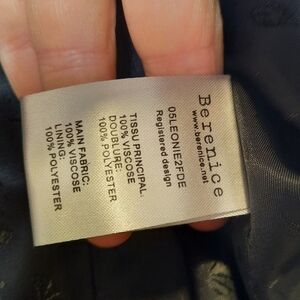 Berenice
www.berenice.net
05LEONIE2FDE
Registered design
TISSU PRINCIPAL:
100% VISCOSE
DOUBLURE:
100% POLYESTER
MAIN FABRIC:
100% VISCOSE
LINING:
100% POLYESTER